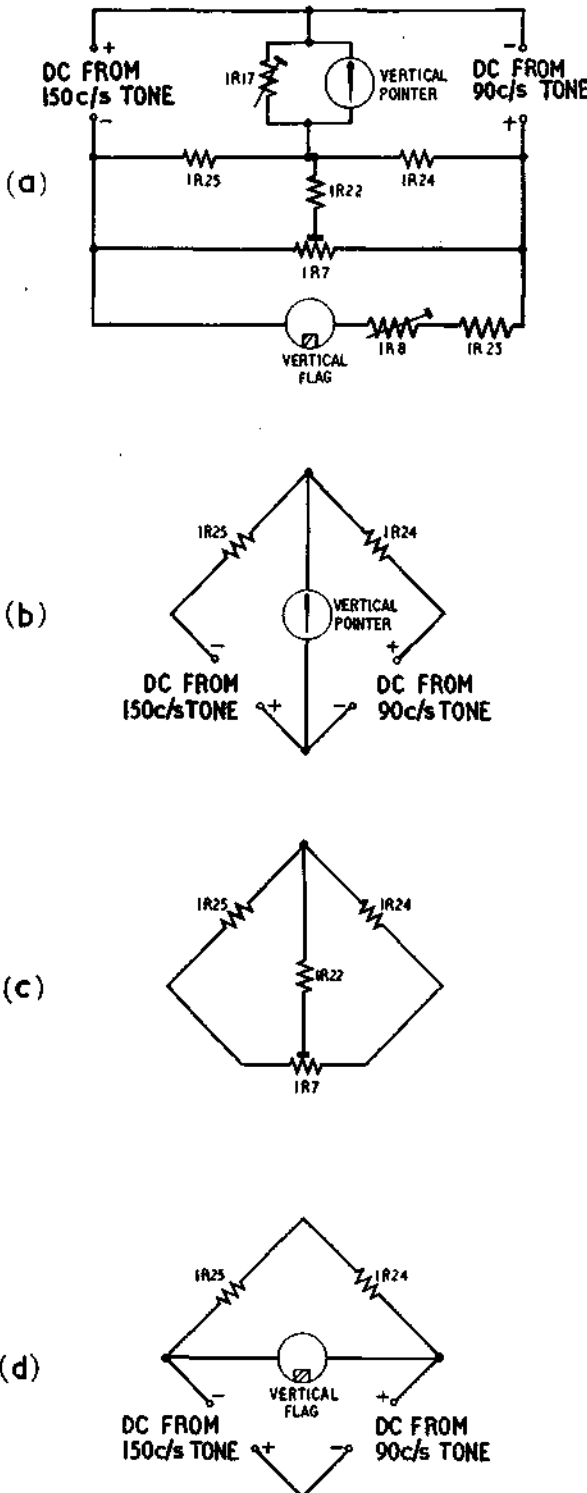 (a)
+
DC FROM
150c/s TONE
-
1R17
VERTICAL
POINTER
-
DC FROM
90c/s TONE
+
1R25
1R24
1R22
1R7
VERTICAL
FLAG
1R8
1R23
(b)
1R25
1R24
VERTICAL
POINTER
-
+
DC FROM
150c/s TONE
+
-
DC FROM
90c/s TONE
(c)
1R25
1R24
1R22
1R7
(d)
1R25
1R24
VERTICAL
FLAG
-
+
DC FROM
150c/s TONE
+
-
DC FROM
90c/s TONE